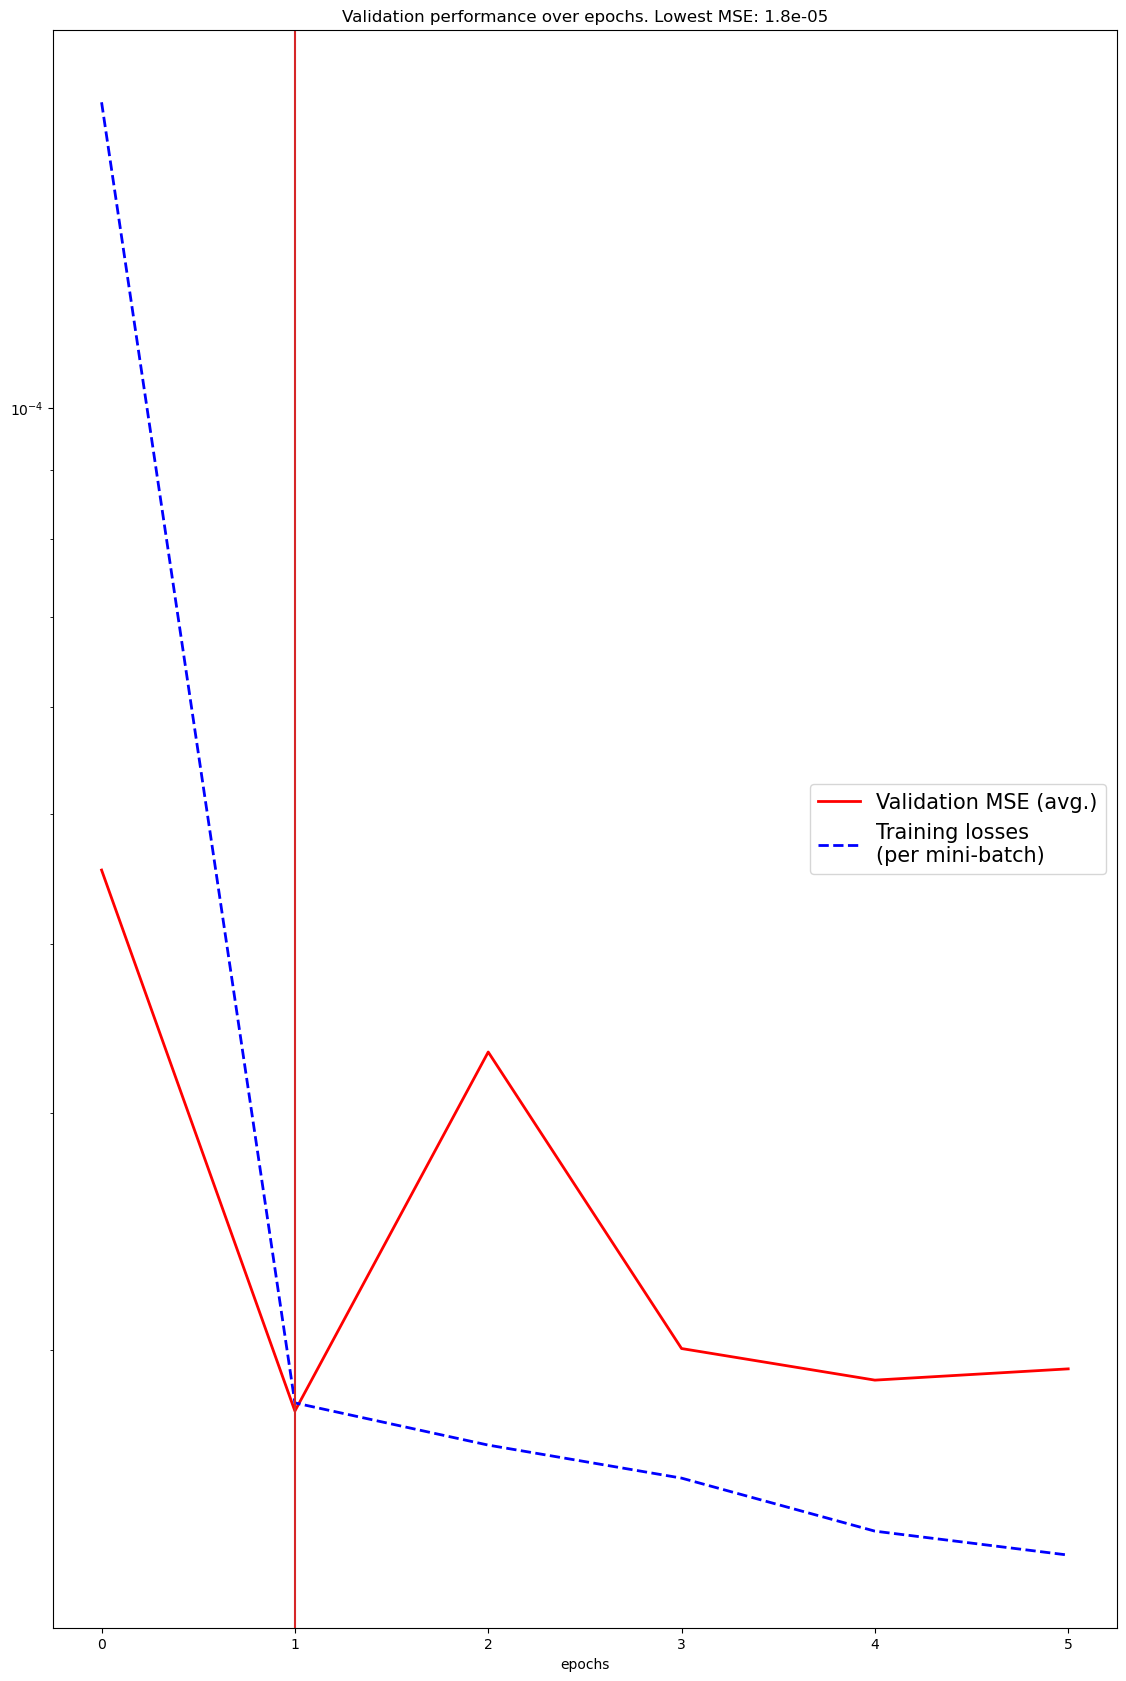 Validation performance over epochs. Lowest MSE: 1.8e-05
10⁻⁴
Validation MSE (avg.)
Training losses
(per mini-batch)
0 1 2 3 4 5
epochs